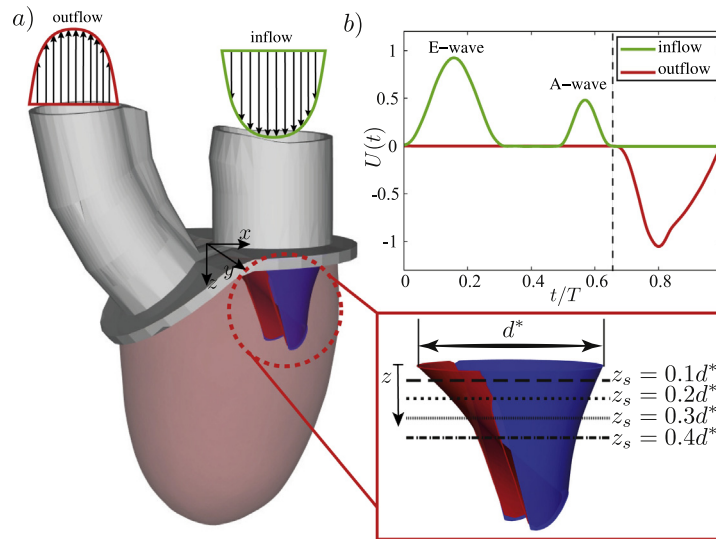 a)
outflow
inflow
x
y
z
b)
U(t)
1
0.5
0
-0.5
-1
E-wave
A-wave
inflow
outflow
0
0.2
0.4
0.6
0.8
t/T
d*
z
z_s = 0.1d*
z_s = 0.2d*
z_s = 0.3d*
z_s = 0.4d*